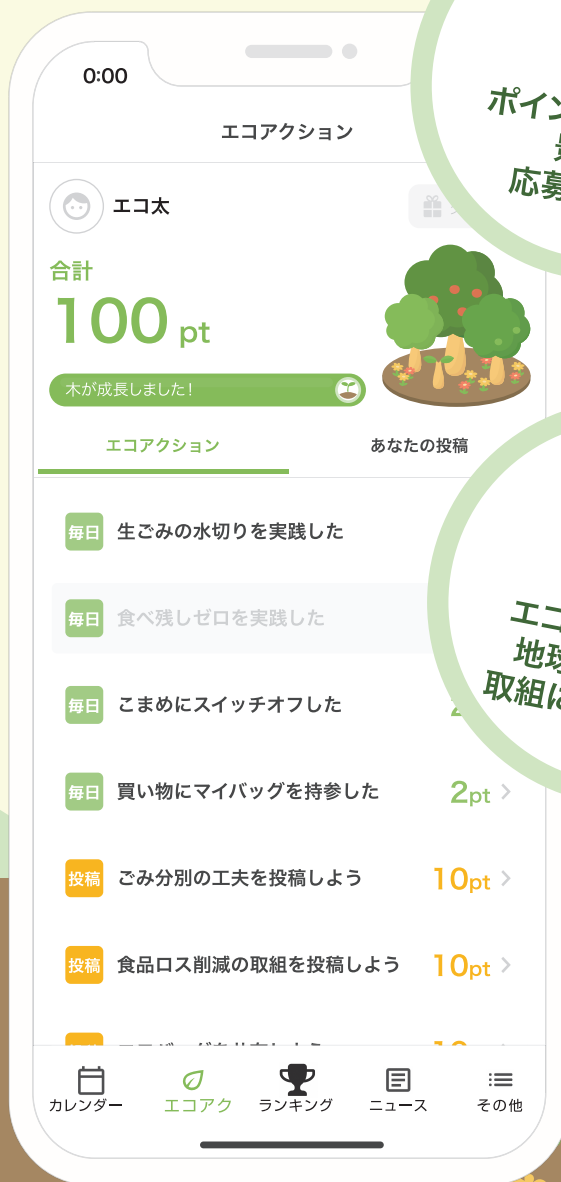 0:00
エコアクション
エコ太
合計
100 pt
木が成長しました！
エコアクション
あなたの投稿
毎日 生ごみの水切りを実践した
毎日 食べ残しゼロを実践した
毎日 こまめにスイッチオフした
毎日 買い物にマイバッグを持参した 2pt
投稿 ごみ分別の工夫を投稿しよう 10pt
投稿 食品ロス削減の取組を投稿しよう 10pt
カレンダー
エコアク
ランキング
ニュース
その他
ポイン
応募
エコ
地球
取組に